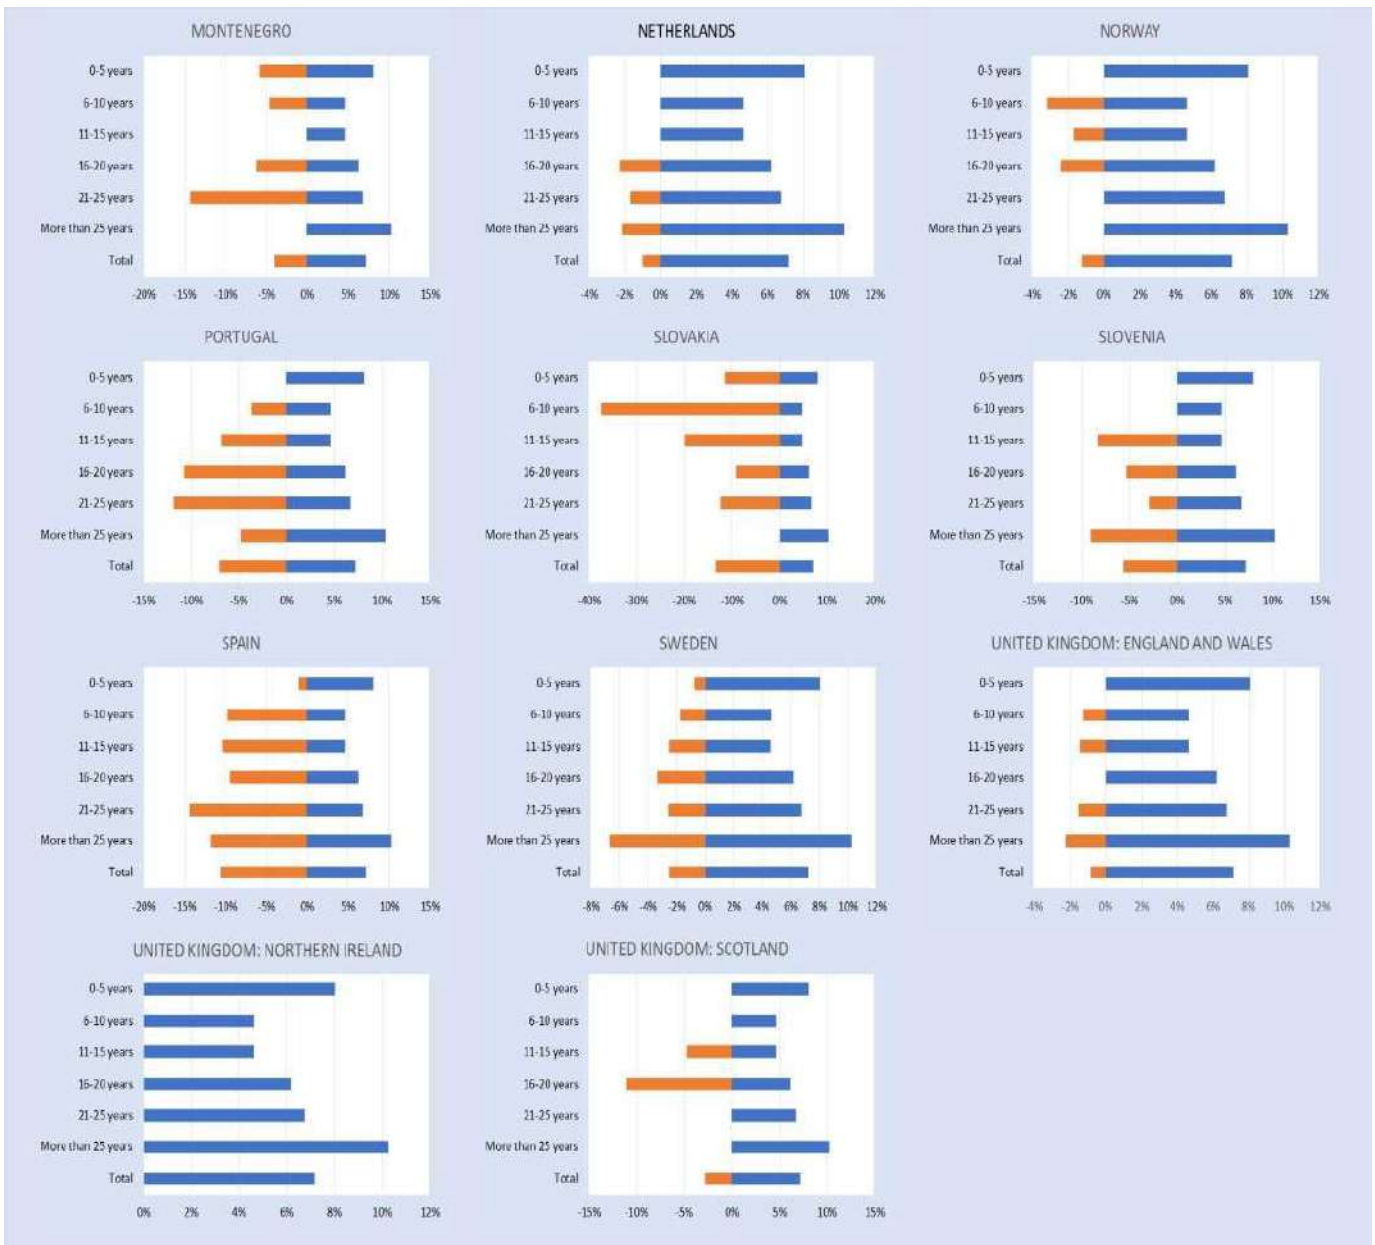 MONTENEGRO
0-5 years
6-10 years
11-15 years
16-20 years
21-25 years
More than 25 years
Total
-20% -15% -10% -5% 0% 5% 10% 15%
NETHERLANDS
0-5 years
6-10 years
11-15 years
16-20 years
21-25 years
More than 25 years
Total
-4% -2% 0% 2% 4% 6% 8% 10% 12%
NORWAY
0-5 years
6-10 years
11-15 years
16-20 years
21-25 years
More than 25 years
Total
-4% -2% 0% 2% 4% 6% 8% 10% 12%
PORTUGAL
0-5 years
6-10 years
11-15 years
16-20 years
21-25 years
More than 25 years
Total
-15% -10% -5% 0% 5% 10% 15%
SLOVAKIA
0-5 years
6-10 years
11-15 years
16-20 years
21-25 years
More than 25 years
Total
-40% -30% -20% -10% 0% 10% 20%
SLOVENIA
0-5 years
6-10 years
11-15 years
16-20 years
21-25 years
More than 25 years
Total
-15% -10% -5% 0% 5% 10% 15%
SPAIN
0-5 years
6-10 years
11-15 years
16-20 years
21-25 years
More than 25 years
Total
-20% -15% -10% -5% 0% 5% 10% 15%
SWEDEN
0-5 years
6-10 years
11-15 years
16-20 years
21-25 years
More than 25 years
Total
-8% -6% -4% -2% 0% 2% 4% 6% 8% 10% 12%
UNITED KINGDOM: ENGLAND AND WALES
0-5 years
6-10 years
11-15 years
16-20 years
21-25 years
More than 25 years
Total
-4% -2% 0% 2% 4% 6% 8% 10% 12%
UNITED KINGDOM: NORTHERN IRELAND
0-5 years
6-10 years
11-15 years
16-20 years
21-25 years
More than 25 years
Total
0% 2% 4% 6% 8% 10% 12%
UNITED KINGDOM: SCOTLAND
0-5 years
6-10 years
11-15 years
16-20 years
21-25 years
More than 25 years
Total
-15% -10% -5% 0% 5% 10% 15%